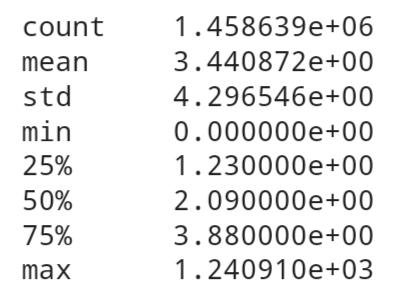 count 1.458639e+06
mean 3.440872e+00
std 4.296546e+00
min 0.000000e+00
25% 1.230000e+00
50% 2.090000e+00
75% 3.880000e+00
max 1.240910e+03